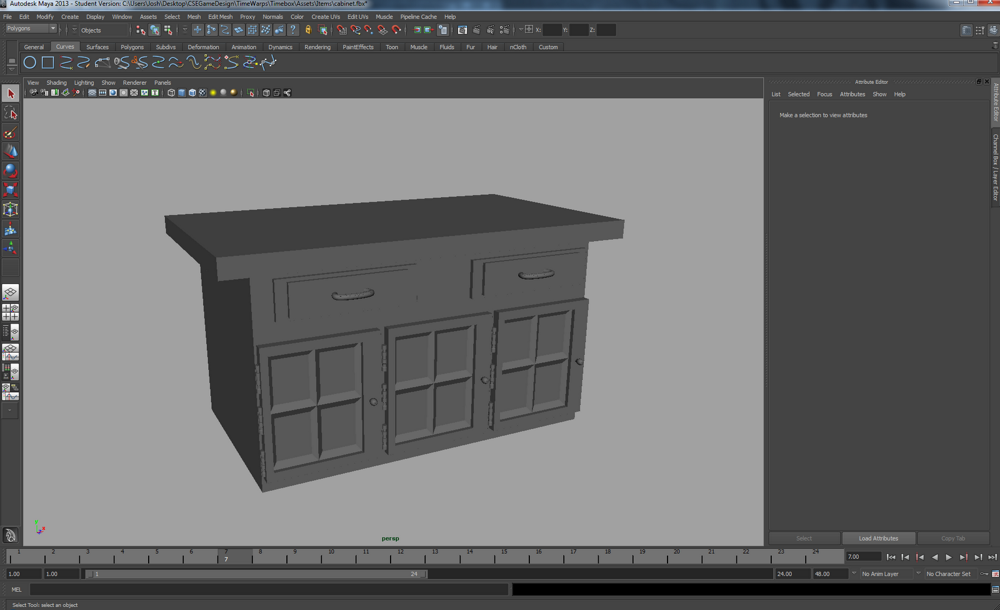 Autodesk Maya 2013 - Student Version: C:\Users\Josh\Desktop\CSEGameDesign\TimeWarps\Timebox\Assets\Items\cabinet.fbx*
File Edit Modify Create Display Window Assets Select Mesh Edit Mesh Proxy Normals Color Create UVs Edit UVs Muscle Pipeline Cache Help
Polygons Objects X: Y: Z:
General Curves Surfaces Polygons Subdivs Deformation Animation Dynamics Rendering PaintEffects Toon Muscle Fluids Fur Hair nCloth Custom
View Shading Lighting Show Renderer Panels
Attribute Editor
List Selected Focus Attributes Show Help
Make a selection to view attributes
Attribute Editor
Channel Box / Layer Editor
persp
Select Load Attributes Copy Tab
1 2 3 4 5 6 7 8 9 10 11 12 13 14 15 16 17 18 19 20 21 22 23 24
7
7.00
1.00 1.00 1 24 24.00 48.00 No Anim Layer No Character Set
MEL
Select Tool: select an object